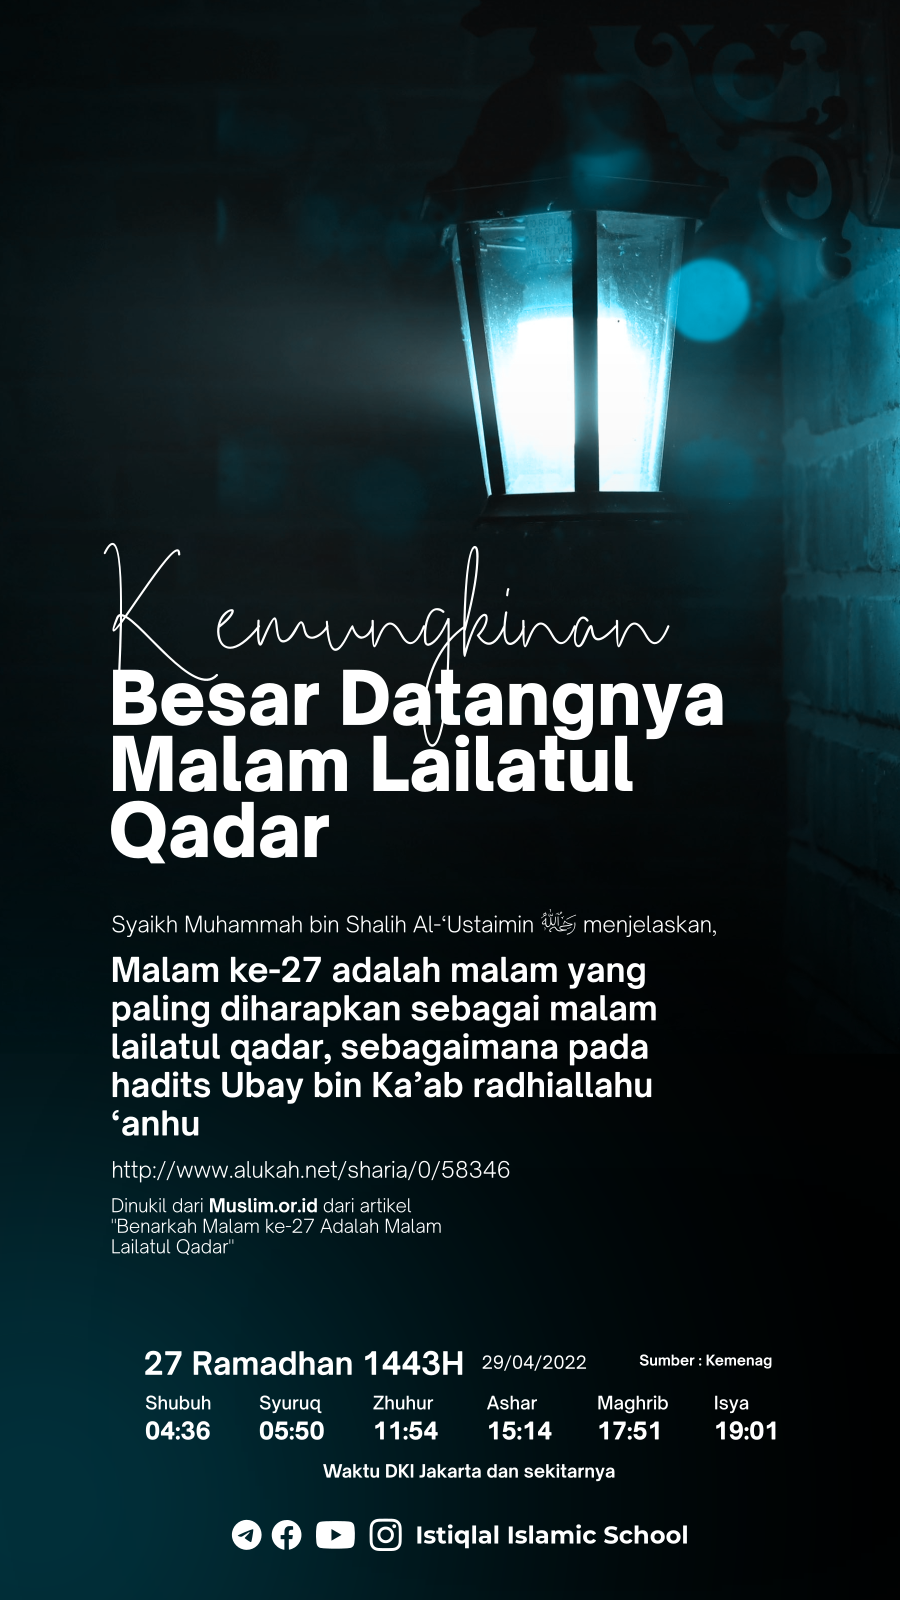 Kemungkinan
Besar Datangnya
Malam Lailatul
Qadar
Syaikh Muhammah bin Shalih Al-‘Ustaimin رحمه الله menjelaskan,
Malam ke-27 adalah malam yang
paling diharapkan sebagai malam
lailatul qadar, sebagaimana pada
hadits Ubay bin Ka’ab radhiallahu
‘anhu
http://www.alukah.net/sharia/0/58346
Dinukil dari Muslim.or.id dari artikel
"Benarkah Malam ke-27 Adalah Malam
Lailatul Qadar"
27 Ramadhan 1443H 29/04/2022 Sumber : Kemenag
Shubuh Syuruq Zhuhur Ashar Maghrib Isya
04:36 05:50 11:54 15:14 17:51 19:01
Waktu DKI Jakarta dan sekitarnya
Istiqlal Islamic School